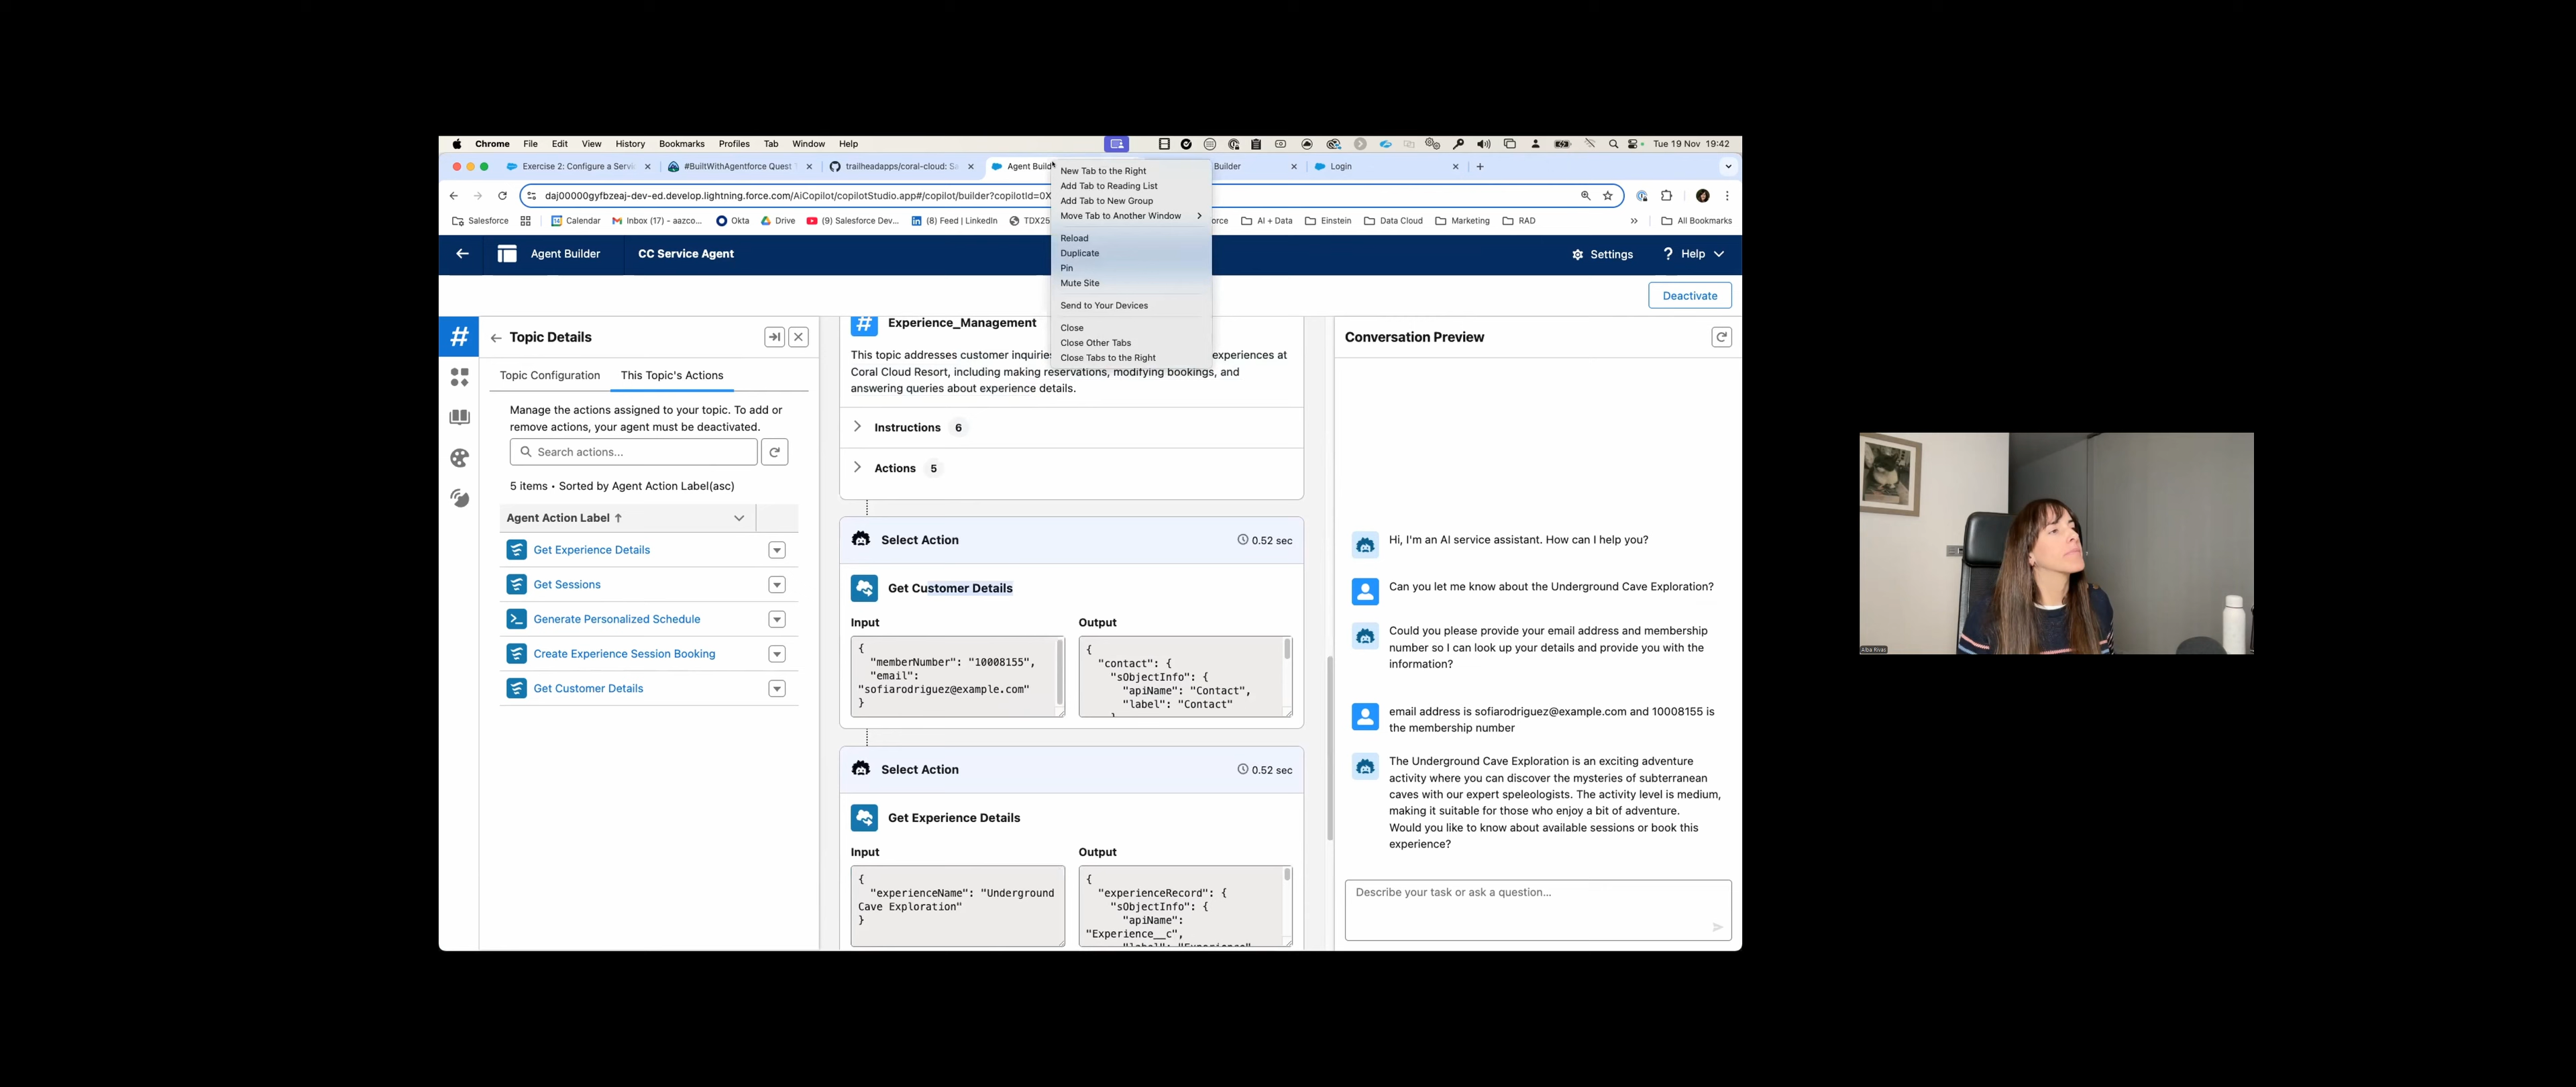 Chrome File Edit View History Bookmarks Profiles Tab Window Help
Tue 19 Nov 19:42
Exercise 2: Configure a Servi
#BuiltWithAgentforce Quest
trailheadapps/coral-cloud: Sa
Agent Build
Builder
Login
daj00000gyfbzeaj-dev-ed.develop.lightning.force.com/AiCopilot/copilotStudio.app#/copilot/builder?copilotId=0X
Salesforce
Calendar
Inbox (17) - aazco...
Okta
Drive
(9) Salesforce Dev...
(8) Feed | LinkedIn
TDX25
orce
AI + Data
Einstein
Data Cloud
Marketing
RAD
»
All Bookmarks
New Tab to the Right
Add Tab to Reading List
Add Tab to New Group
Move Tab to Another Window
Reload
Duplicate
Pin
Mute Site
Send to Your Devices
Close
Close Other Tabs
Close Tabs to the Right
Agent Builder
CC Service Agent
Settings
? Help
Deactivate
#
Topic Details
Topic Configuration
This Topic's Actions
Manage the actions assigned to your topic. To add or
remove actions, your agent must be deactivated.
Search actions...
5 items • Sorted by Agent Action Label(asc)
Agent Action Label ↑
Get Experience Details
Get Sessions
Generate Personalized Schedule
Create Experience Session Booking
Get Customer Details
# Experience_Management
This topic addresses customer inquiries experiences at
Coral Cloud Resort, including making reservations, modifying bookings, and
answering queries about experience details.
Instructions 6
Actions 5
Select Action
0.52 sec
Get Customer Details
Input
{
"memberNumber": "10008155",
"email":
"sofiarodriguez@example.com"
}
Output
{
"contact": {
"sObjectInfo": {
"apiName": "Contact",
"label": "Contact"
Select Action
0.52 sec
Get Experience Details
Input
{
"experienceName": "Underground
Cave Exploration"
}
Output
{
"experienceRecord": {
"sObjectInfo": {
"apiName":
"Experience__c",
Conversation Preview
Hi, I'm an AI service assistant. How can I help you?
Can you let me know about the Underground Cave Exploration?
Could you please provide your email address and membership
number so I can look up your details and provide you with the
information?
email address is sofiarodriguez@example.com and 10008155 is
the membership number
The Underground Cave Exploration is an exciting adventure
activity where you can discover the mysteries of subterranean
caves with our expert speleologists. The activity level is medium,
making it suitable for those who enjoy a bit of adventure.
Would you like to know about available sessions or book this
experience?
Describe your task or ask a question...
Alba Rivas